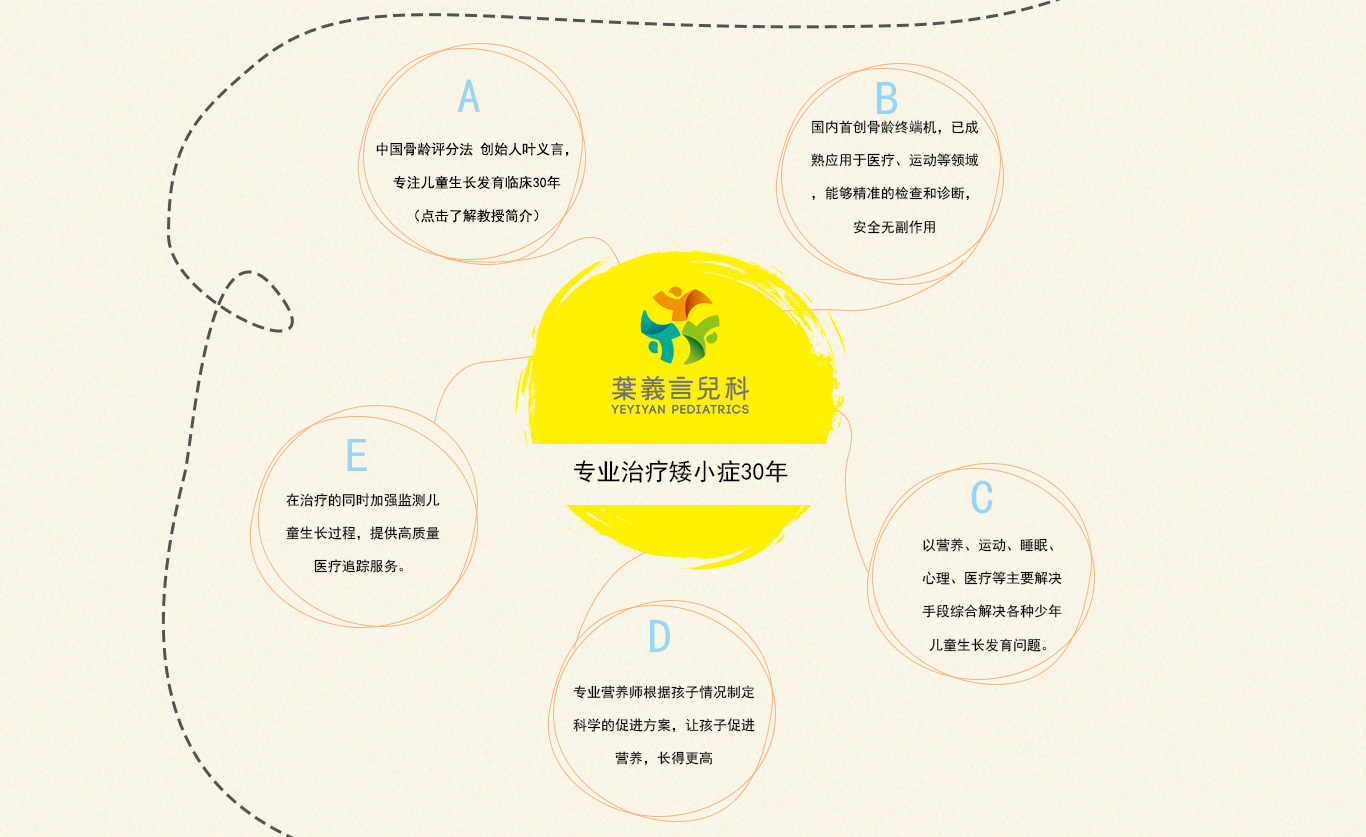 A
中国骨龄评分法 创始人叶义言，
专注儿童生长发育临床30年
（点击了解教授简介）
B
国内首创骨龄终端机，已成
熟应用于医疗、运动等领域
，能够精准的检查和诊断，
安全无副作用
葉義言兒科
YEYIYAN PEDIATRICS
专业治疗矮小症30年
E
在治疗的同时加强监测儿
童生长过程，提供高质量
医疗追踪服务。
C
以营养、运动、睡眠、
心理、医疗等主要解决
手段综合解决各种少年
儿童生长发育问题。
D
专业营养师根据孩子情况制定
科学的促进方案，让孩子促进
营养，长得更高